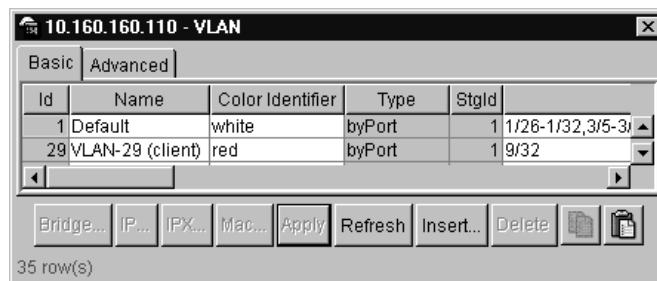 10.160.160.110 - VLAN
Basic Advanced
Id Name Color Identifier Type StgId
1 Default white byPort 1 1/26-1/32,3/5-3/
29 VLAN-29 (client) red byPort 1 9/32
Bridge... IP... IPX... Mac... Apply Refresh Insert... Delete
35 row(s)